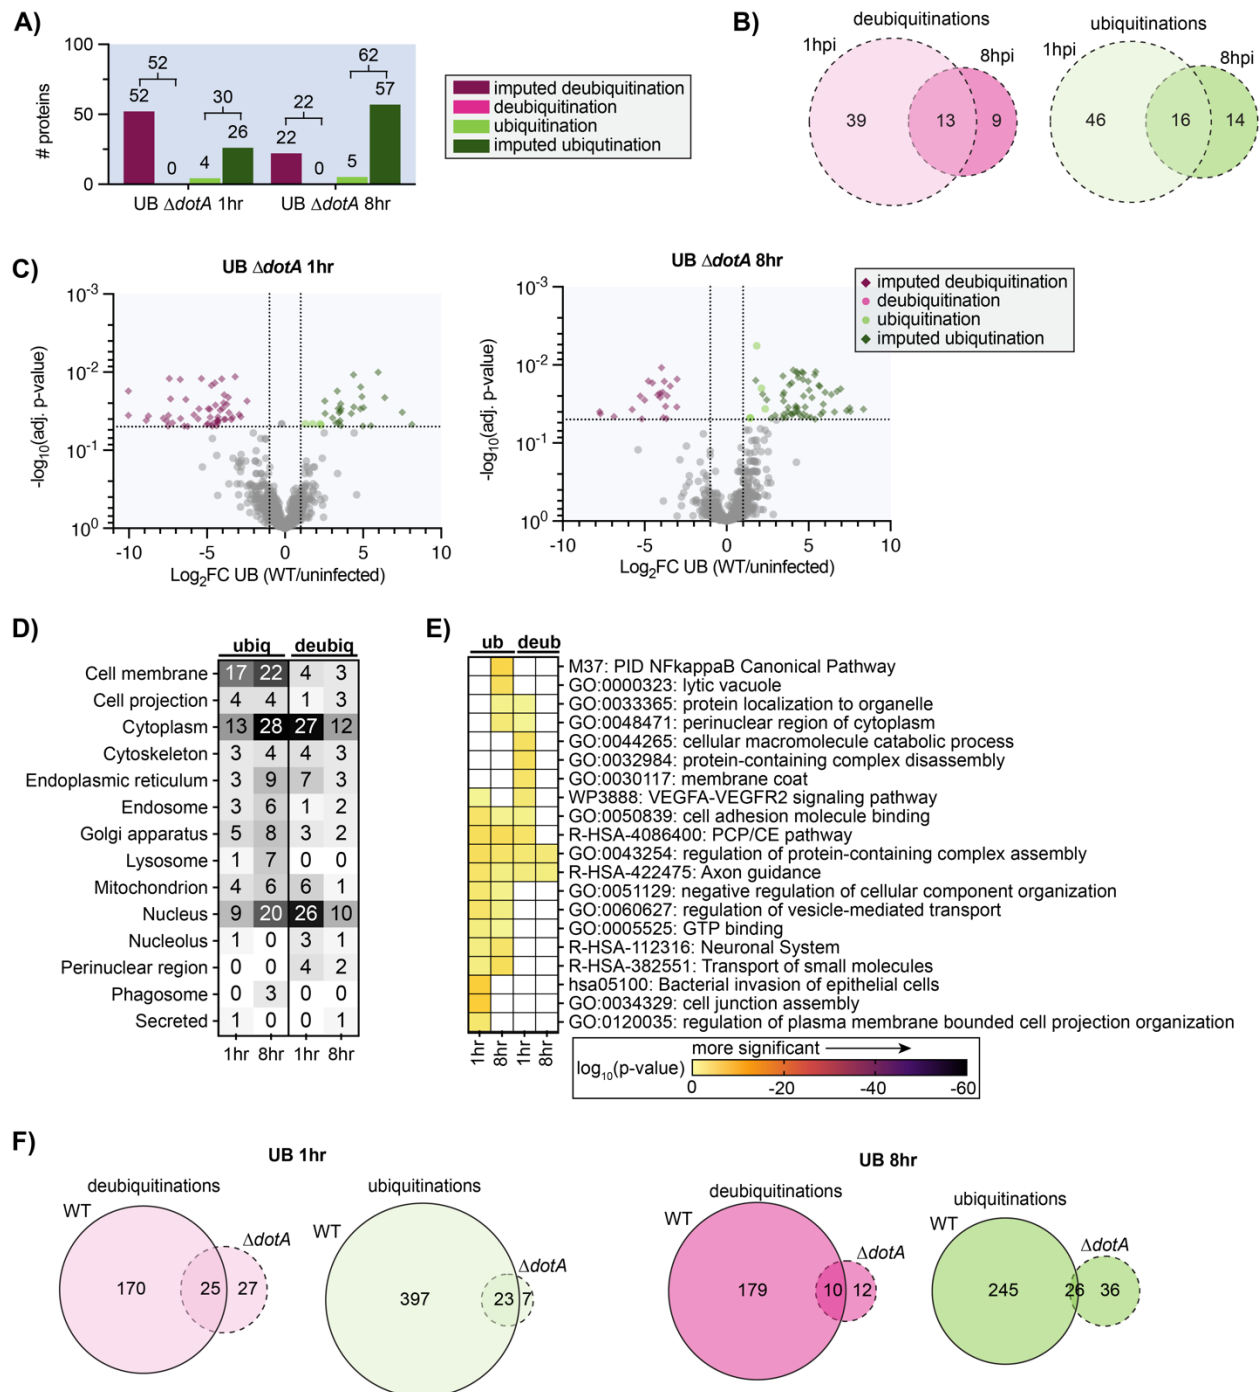 A)
100
50
0
# proteins
52
52
0
30
4
26
22
22
0
62
5
57
UB ΔdotA 1hr
UB ΔdotA 8hr
imputed deubiquitination
deubiquitination
ubiquitination
imputed ubiqutination
B)
deubiquitinations
1hpi
8hpi
39
13
9
ubiquitinations
1hpi
8hpi
46
16
14
C)
UB ΔdotA 1hr
10-3
10-2
10-1
100
-log10(adj. p-value)
-10
-5
0
5
10
Log2FC UB (WT/uninfected)
UB ΔdotA 8hr
10-3
10-2
10-1
100
-log10(adj. p-value)
-10
-5
0
5
10
Log2FC UB (WT/uninfected)
imputed deubiquitination
deubiquitination
ubiquitination
imputed ubiqutination
D)
ubiq deubiq
Cell membrane 17 22 4 3
Cell projection 4 4 1 3
Cytoplasm 13 28 27 12
Cytoskeleton 3 4 4 3
Endoplasmic reticulum 3 9 7 3
Endosome 3 6 1 2
Golgi apparatus 5 8 3 2
Lysosome 1 7 0 0
Mitochondrion 4 6 6 1
Nucleus 9 20 26 10
Nucleolus 1 0 3 1
Perinuclear region 0 0 4 2
Phagosome 0 3 0 0
Secreted 1 0 0 1
1hr 8hr 1hr 8hr
E)
ub deub
M37: PID NFkappaB Canonical Pathway
GO:0000323: lytic vacuole
GO:0033365: protein localization to organelle
GO:0048471: perinuclear region of cytoplasm
GO:0044265: cellular macromolecule catabolic process
GO:0032984: protein-containing complex disassembly
GO:0030117: membrane coat
WP3888: VEGFA-VEGFR2 signaling pathway
GO:0050839: cell adhesion molecule binding
R-HSA-4086400: PCP/CE pathway
GO:0043254: regulation of protein-containing complex assembly
R-HSA-422475: Axon guidance
GO:0051129: negative regulation of cellular component organization
GO:0060627: regulation of vesicle-mediated transport
GO:0005525: GTP binding
R-HSA-112316: Neuronal System
R-HSA-382551: Transport of small molecules
hsa05100: Bacterial invasion of epithelial cells
GO:0034329: cell junction assembly
GO:0120035: regulation of plasma membrane bounded cell projection organization
1hr 8hr 1hr 8hr
more significant
log10(p-value)
0 -20 -40 -60
F)
UB 1hr
deubiquitinations
WT
ΔdotA
170
25
27
ubiquitinations
WT
ΔdotA
397
23
7
UB 8hr
deubiquitinations
WT
ΔdotA
179
10
12
ubiquitinations
WT
ΔdotA
245
26
36